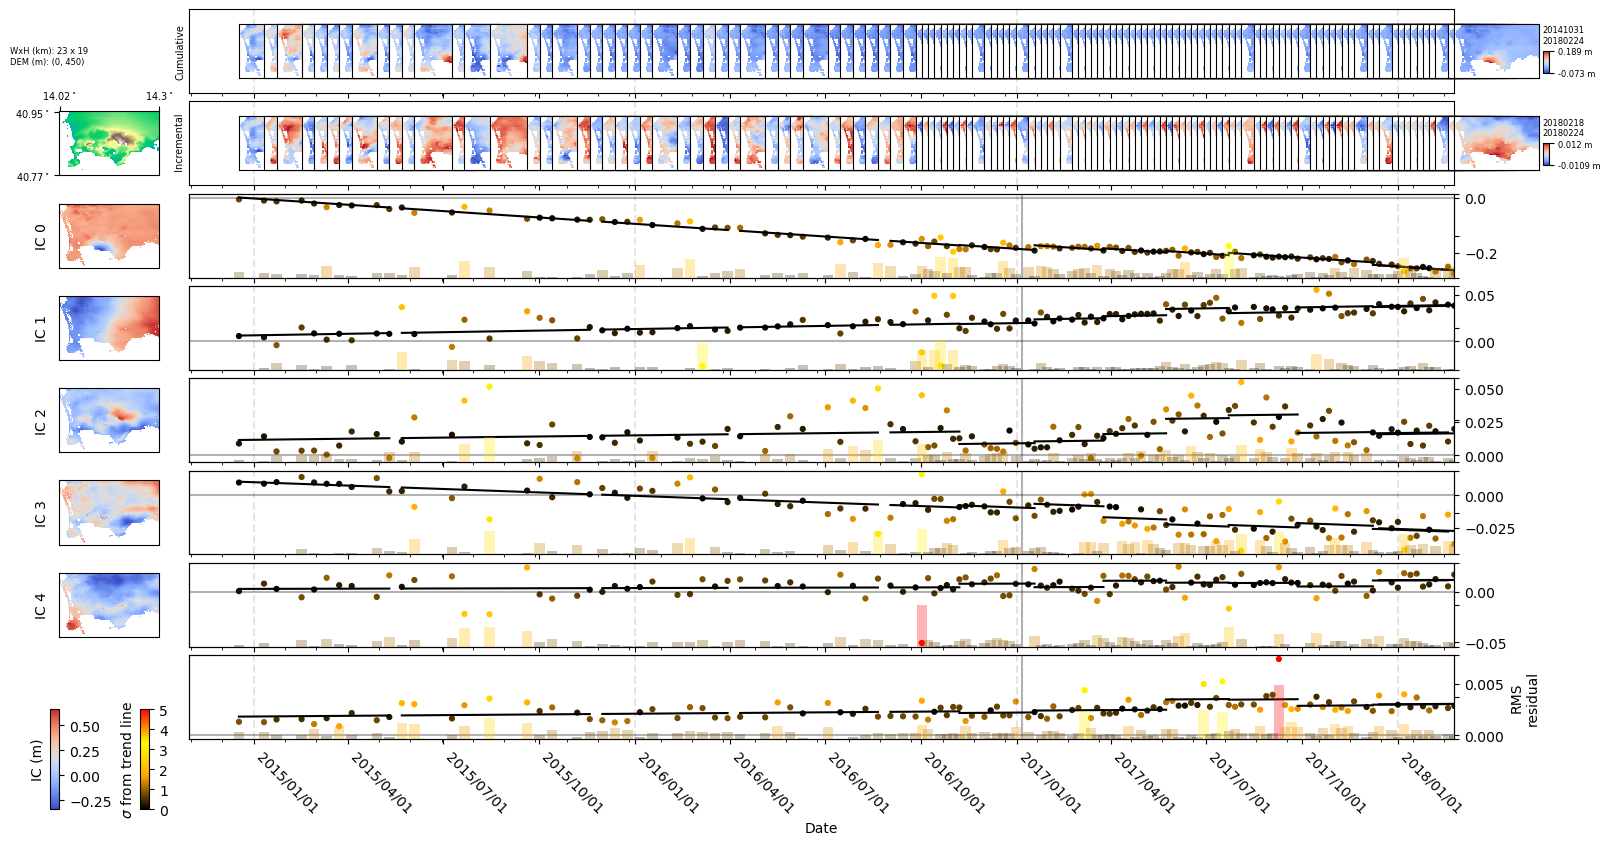 Cumulative
WxH (km): 23 x 19
DEM (m): (0, 450)
20141031
20180224
0.189 m
-0.073 m
14.02° 14.3°
40.95°
40.77°
Incremental
20180218
20180224
0.012 m
-0.0109 m
IC 0
0.0
−0.2
IC 1
0.05
0.00
IC 2
0.050
0.025
0.000
IC 3
0.000
−0.025
IC 4
0.00
−0.05
0.005
0.000
RMS
residual
IC (m)
0.50
0.25
0.00
−0.25
σ from trend line
5
4
3
2
1
0
2015/01/01
2015/04/01
2015/07/01
2015/10/01
2016/01/01
2016/04/01
2016/07/01
2016/10/01
2017/01/01
2017/04/01
2017/07/01
2017/10/01
2018/01/01
Date